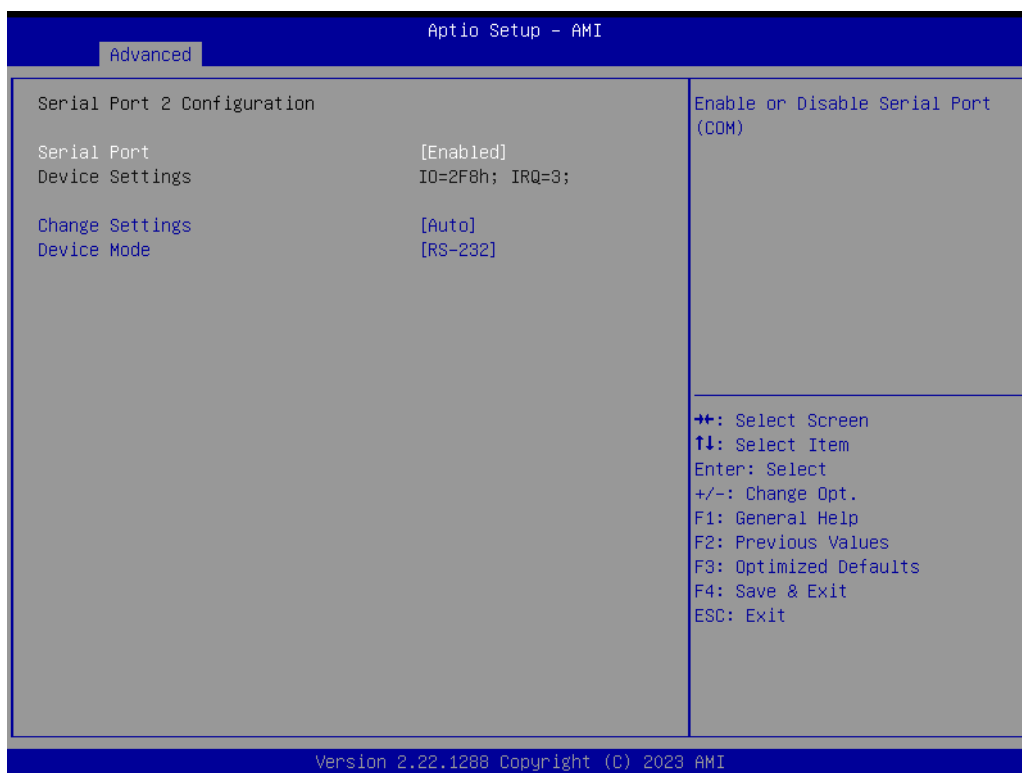 Aptio Setup – AMI
Advanced
Serial Port 2 Configuration
Serial Port [Enabled]
Device Settings IO=2F8h; IRQ=3;
Change Settings [Auto]
Device Mode [RS-232]
Enable or Disable Serial Port
(COM)
→←: Select Screen
↑↓: Select Item
Enter: Select
+/-: Change Opt.
F1: General Help
F2: Previous Values
F3: Optimized Defaults
F4: Save & Exit
ESC: Exit
Version 2.22.1288 Copyright (C) 2023 AMI